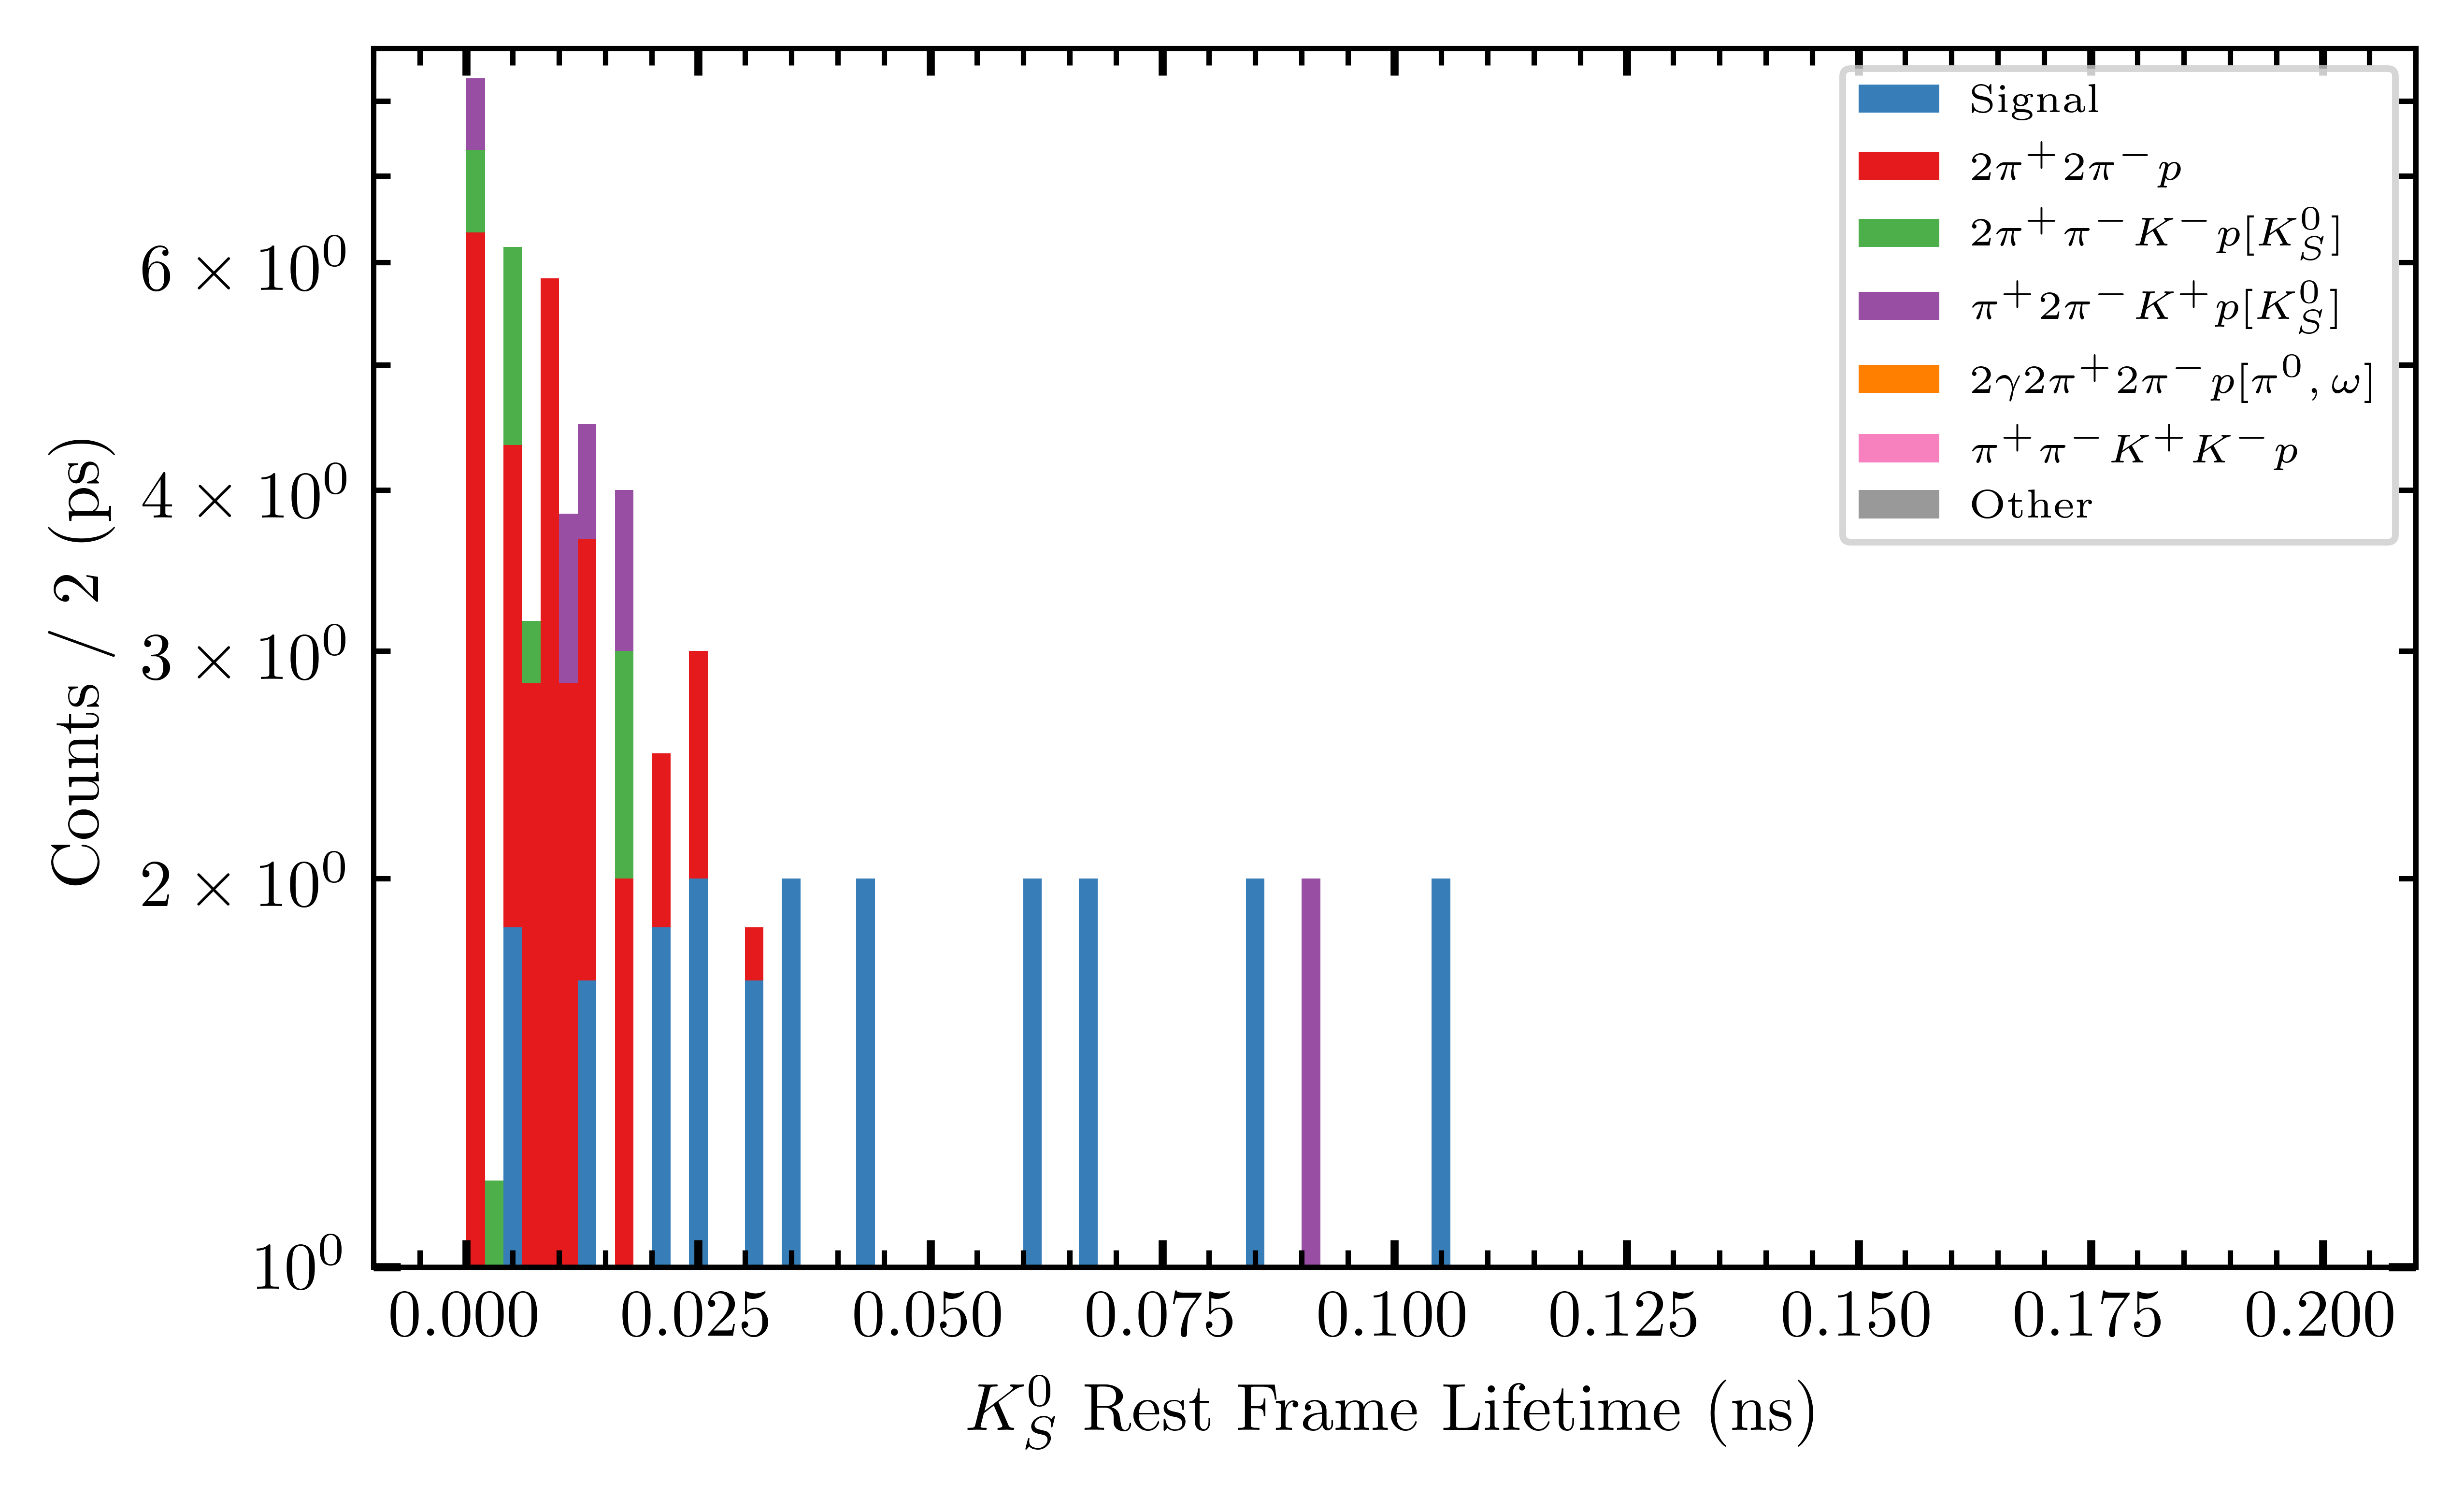 Signal
2π⁺2π⁻p
2π⁺π⁻K⁻p[K⁰_S]
π⁺2π⁻K⁺p[K⁰_S]
2γ2π⁺2π⁻p[π⁰, ω]
π⁺π⁻K⁺K⁻p
Other
6 × 10⁰
4 × 10⁰
3 × 10⁰
2 × 10⁰
10⁰
Counts / 2 (ps)
0.000 0.025 0.050 0.075 0.100 0.125 0.150 0.175 0.200
K⁰_S Rest Frame Lifetime (ns)